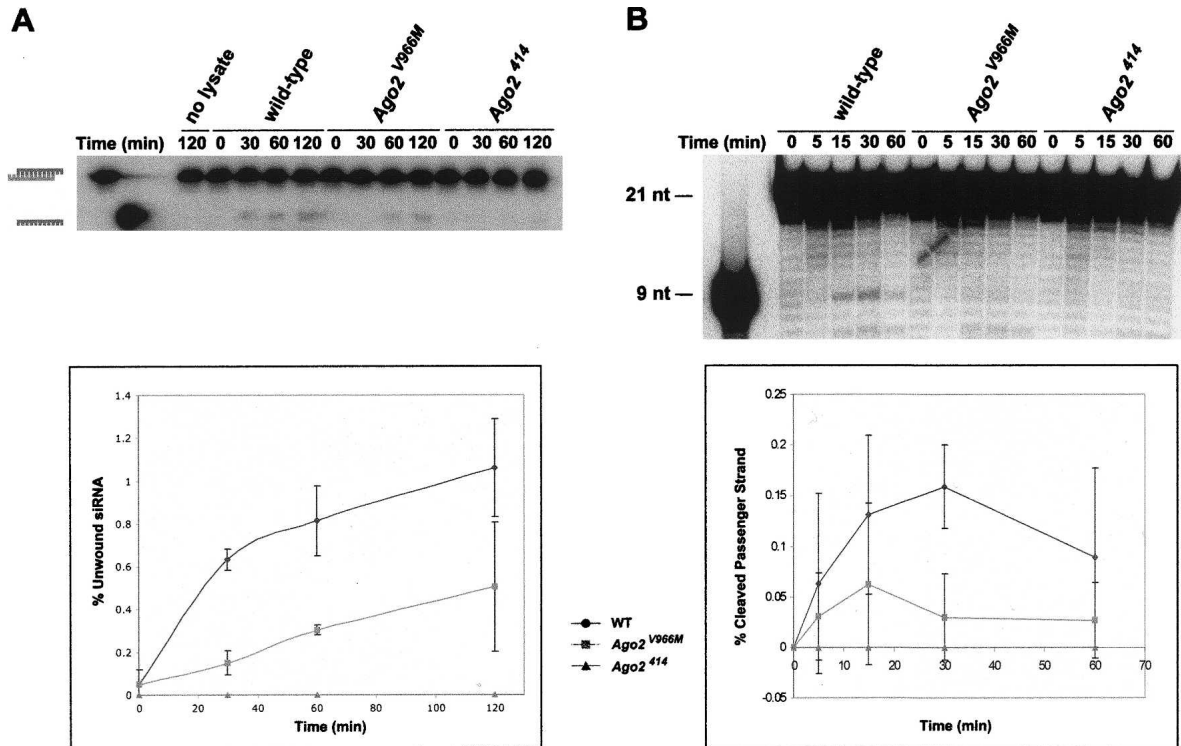 A
no lysate
wild-type
Ago2 V966M
Ago2 414
Time (min) 120 0 30 60 120 0 30 60 120 0 30 60 120
% Unwound siRNA
1.4
1.2
1
0.8
0.6
0.4
0.2
0
0 20 40 60 80 100 120
Time (min)
WT
Ago2 V966M
Ago2 414
B
wild-type
Ago2 V966M
Ago2 414
Time (min) 0 5 15 30 60 0 5 15 30 60 0 5 15 30 60
21 nt
9 nt
% Cleaved Passenger Strand
0.25
0.2
0.15
0.1
0.05
0
-0.05
0 10 20 30 40 50 60 70
Time (min)